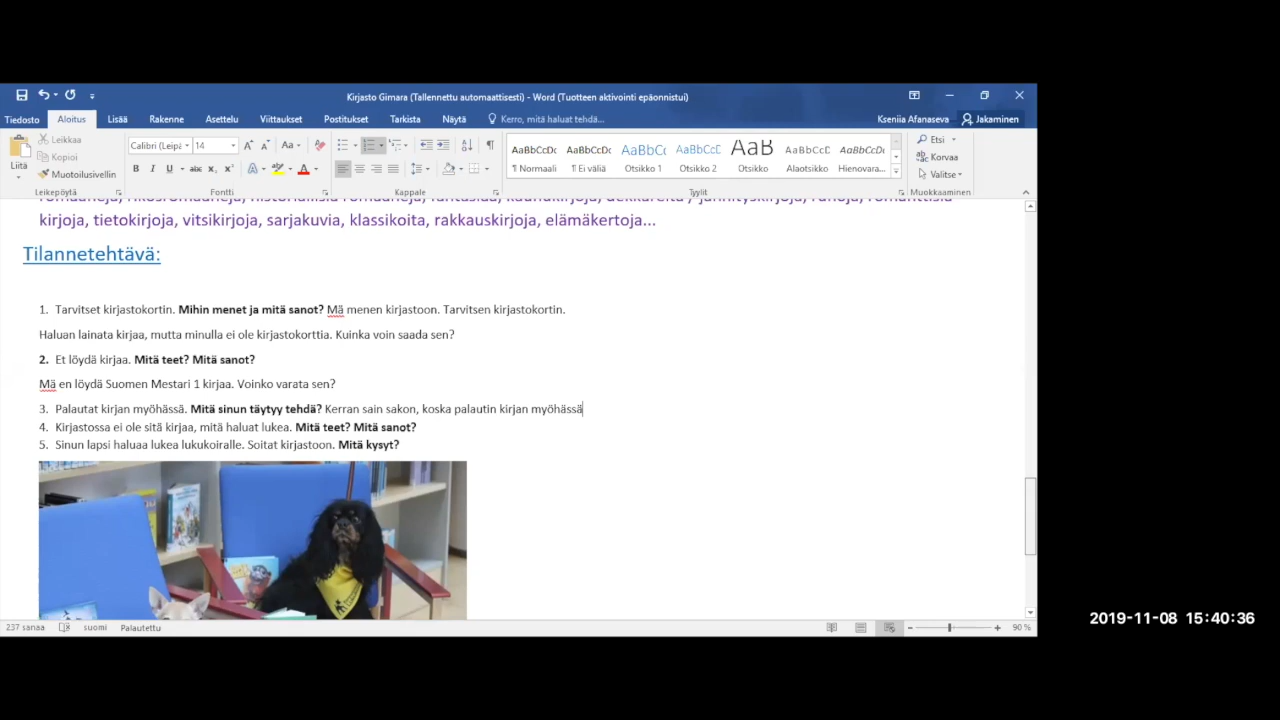 Kirjasto Gimara (Tallennettu automaattisesti) - Word (Tuotteen aktivointi epäonnistui)
Tiedosto Aloitus Lisää Rakenne Asettelu Viittaukset Postitukset Tarkista Näytä Kerro, mitä haluat tehdä... Kseniia Afanaseva Jakaminen
Liitä
Leikkaa
Kopioi
Muotoilusivellin
Leikepöytä
Calibri (Leipä 14
Fontti
Kappale
AaBbCcDc AaBbCcDc AaBbCc AaBbCcC AaB AaBbCcD AaBbCcDc
¶ Normaali ¶ Ei väliä Otsikko 1 Otsikko 2 Otsikko Alaotsikko Hienovara...
Tyylit
Etsi
Korvaa
Valitse
Muokkaaminen
kirjoja, tietokirjoja, vitsikirjoja, sarjakuvia, klassikoita, rakkauskirjoja, elämäkertoja...
Tilannetehtävä:
1. Tarvitset kirjastokortin. Mihin menet ja mitä sanot? Mä menen kirjastoon. Tarvitsen kirjastokortin.
Haluan lainata kirjaa, mutta minulla ei ole kirjastokorttia. Kuinka voin saada sen?
2. Et löydä kirjaa. Mitä teet? Mitä sanot?
Mä en löydä Suomen Mestari 1 kirjaa. Voinko varata sen?
3. Palautat kirjan myöhässä. Mitä sinun täytyy tehdä? Kerran sain sakon, koska palautin kirjan myöhässä
4. Kirjastossa ei ole sitä kirjaa, mitä haluat lukea. Mitä teet? Mitä sanot?
5. Sinun lapsi haluaa lukea lukukoiralle. Soitat kirjastoon. Mitä kysyt?
237 sanaa suomi Palautettu 90 %
2019-11-08 15:40:36